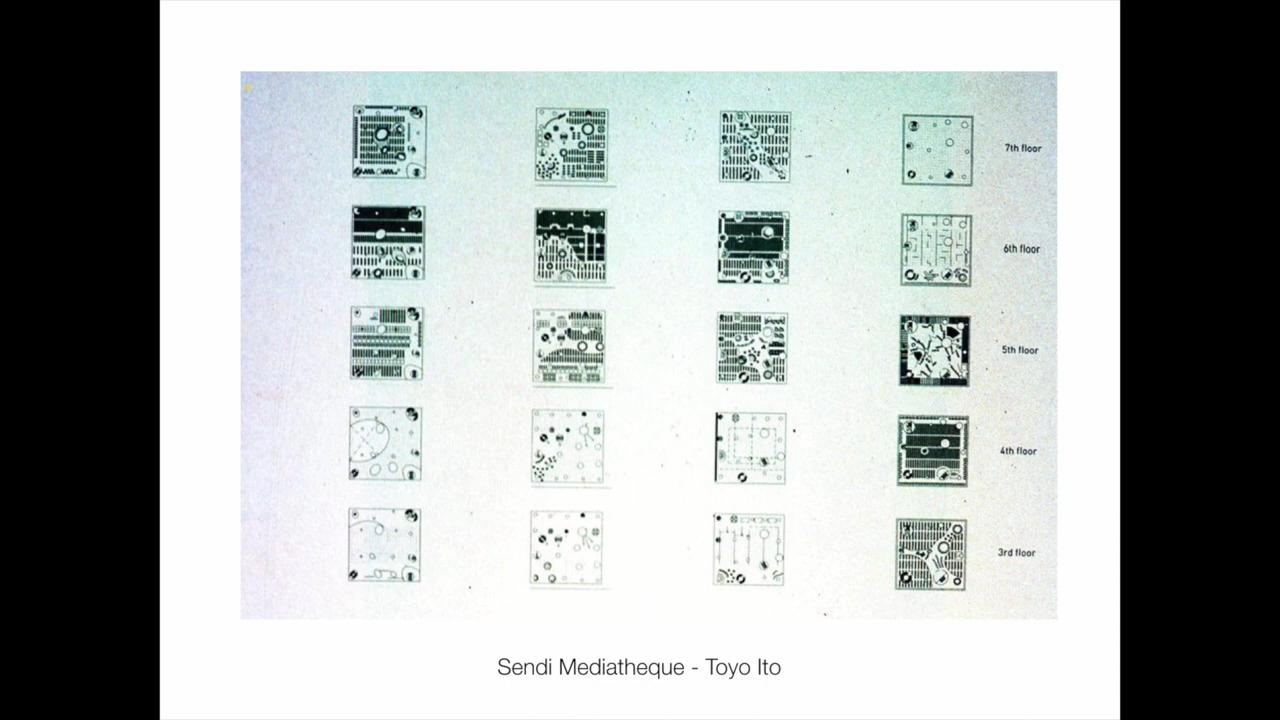 7th floor
6th floor
5th floor
4th floor
3rd floor
Sendi Mediatheque - Toyo Ito